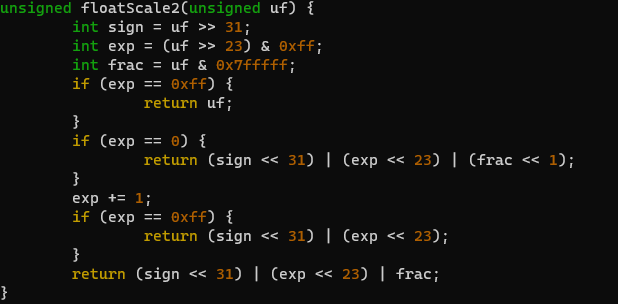 unsigned floatScale2(unsigned uf) {
        int sign = uf >> 31;
        int exp = (uf >> 23) & 0xff;
        int frac = uf & 0x7fffff;
        if (exp == 0xff) {
                return uf;
        }
        if (exp == 0) {
                return (sign << 31) | (exp << 23) | (frac << 1);
        }
        exp += 1;
        if (exp == 0xff) {
                return (sign << 31) | (exp << 23);
        }
        return (sign << 31) | (exp << 23) | frac;
}